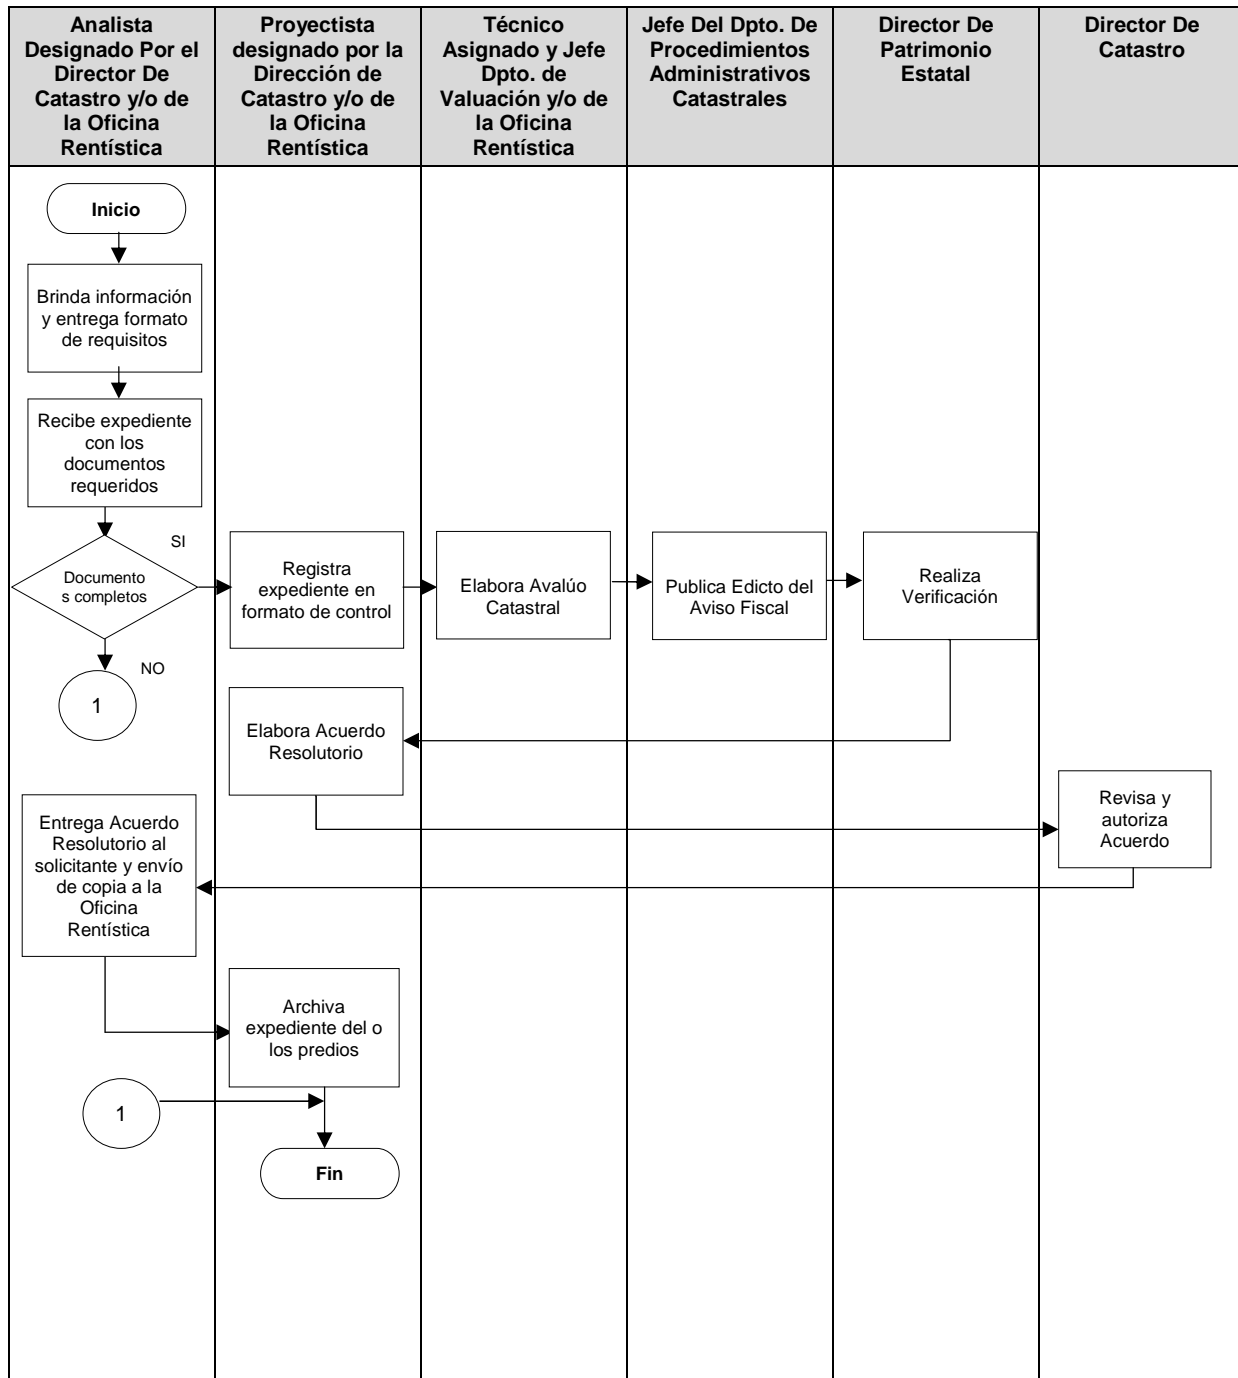 Analista
Designado Por el
Director De
Catastro y/o de
la Oficina
Rentística
Proyectista
designado por la
Dirección de
Catastro y/o de
la Oficina
Rentística
Técnico
Asignado y Jefe
Dpto. de
Valuación y/o de
la Oficina
Rentística
Jefe Del Dpto. De
Procedimientos
Administrativos
Catastrales
Director De
Patrimonio
Estatal
Director De
Catastro
Inicio
Brinda información
y entrega formato
de requisitos
Recibe expediente
con los
documentos
requeridos
Documento
s completos
SI
NO
1
Registra
expediente en
formato de control
Elabora Avalúo
Catastral
Publica Edicto del
Aviso Fiscal
Realiza
Verificación
Elabora Acuerdo
Resolutorio
Revisa y
autoriza
Acuerdo
Entrega Acuerdo
Resolutorio al
solicitante y envío
de copia a la
Oficina
Rentística
Archiva
expediente del o
los predios
1
Fin